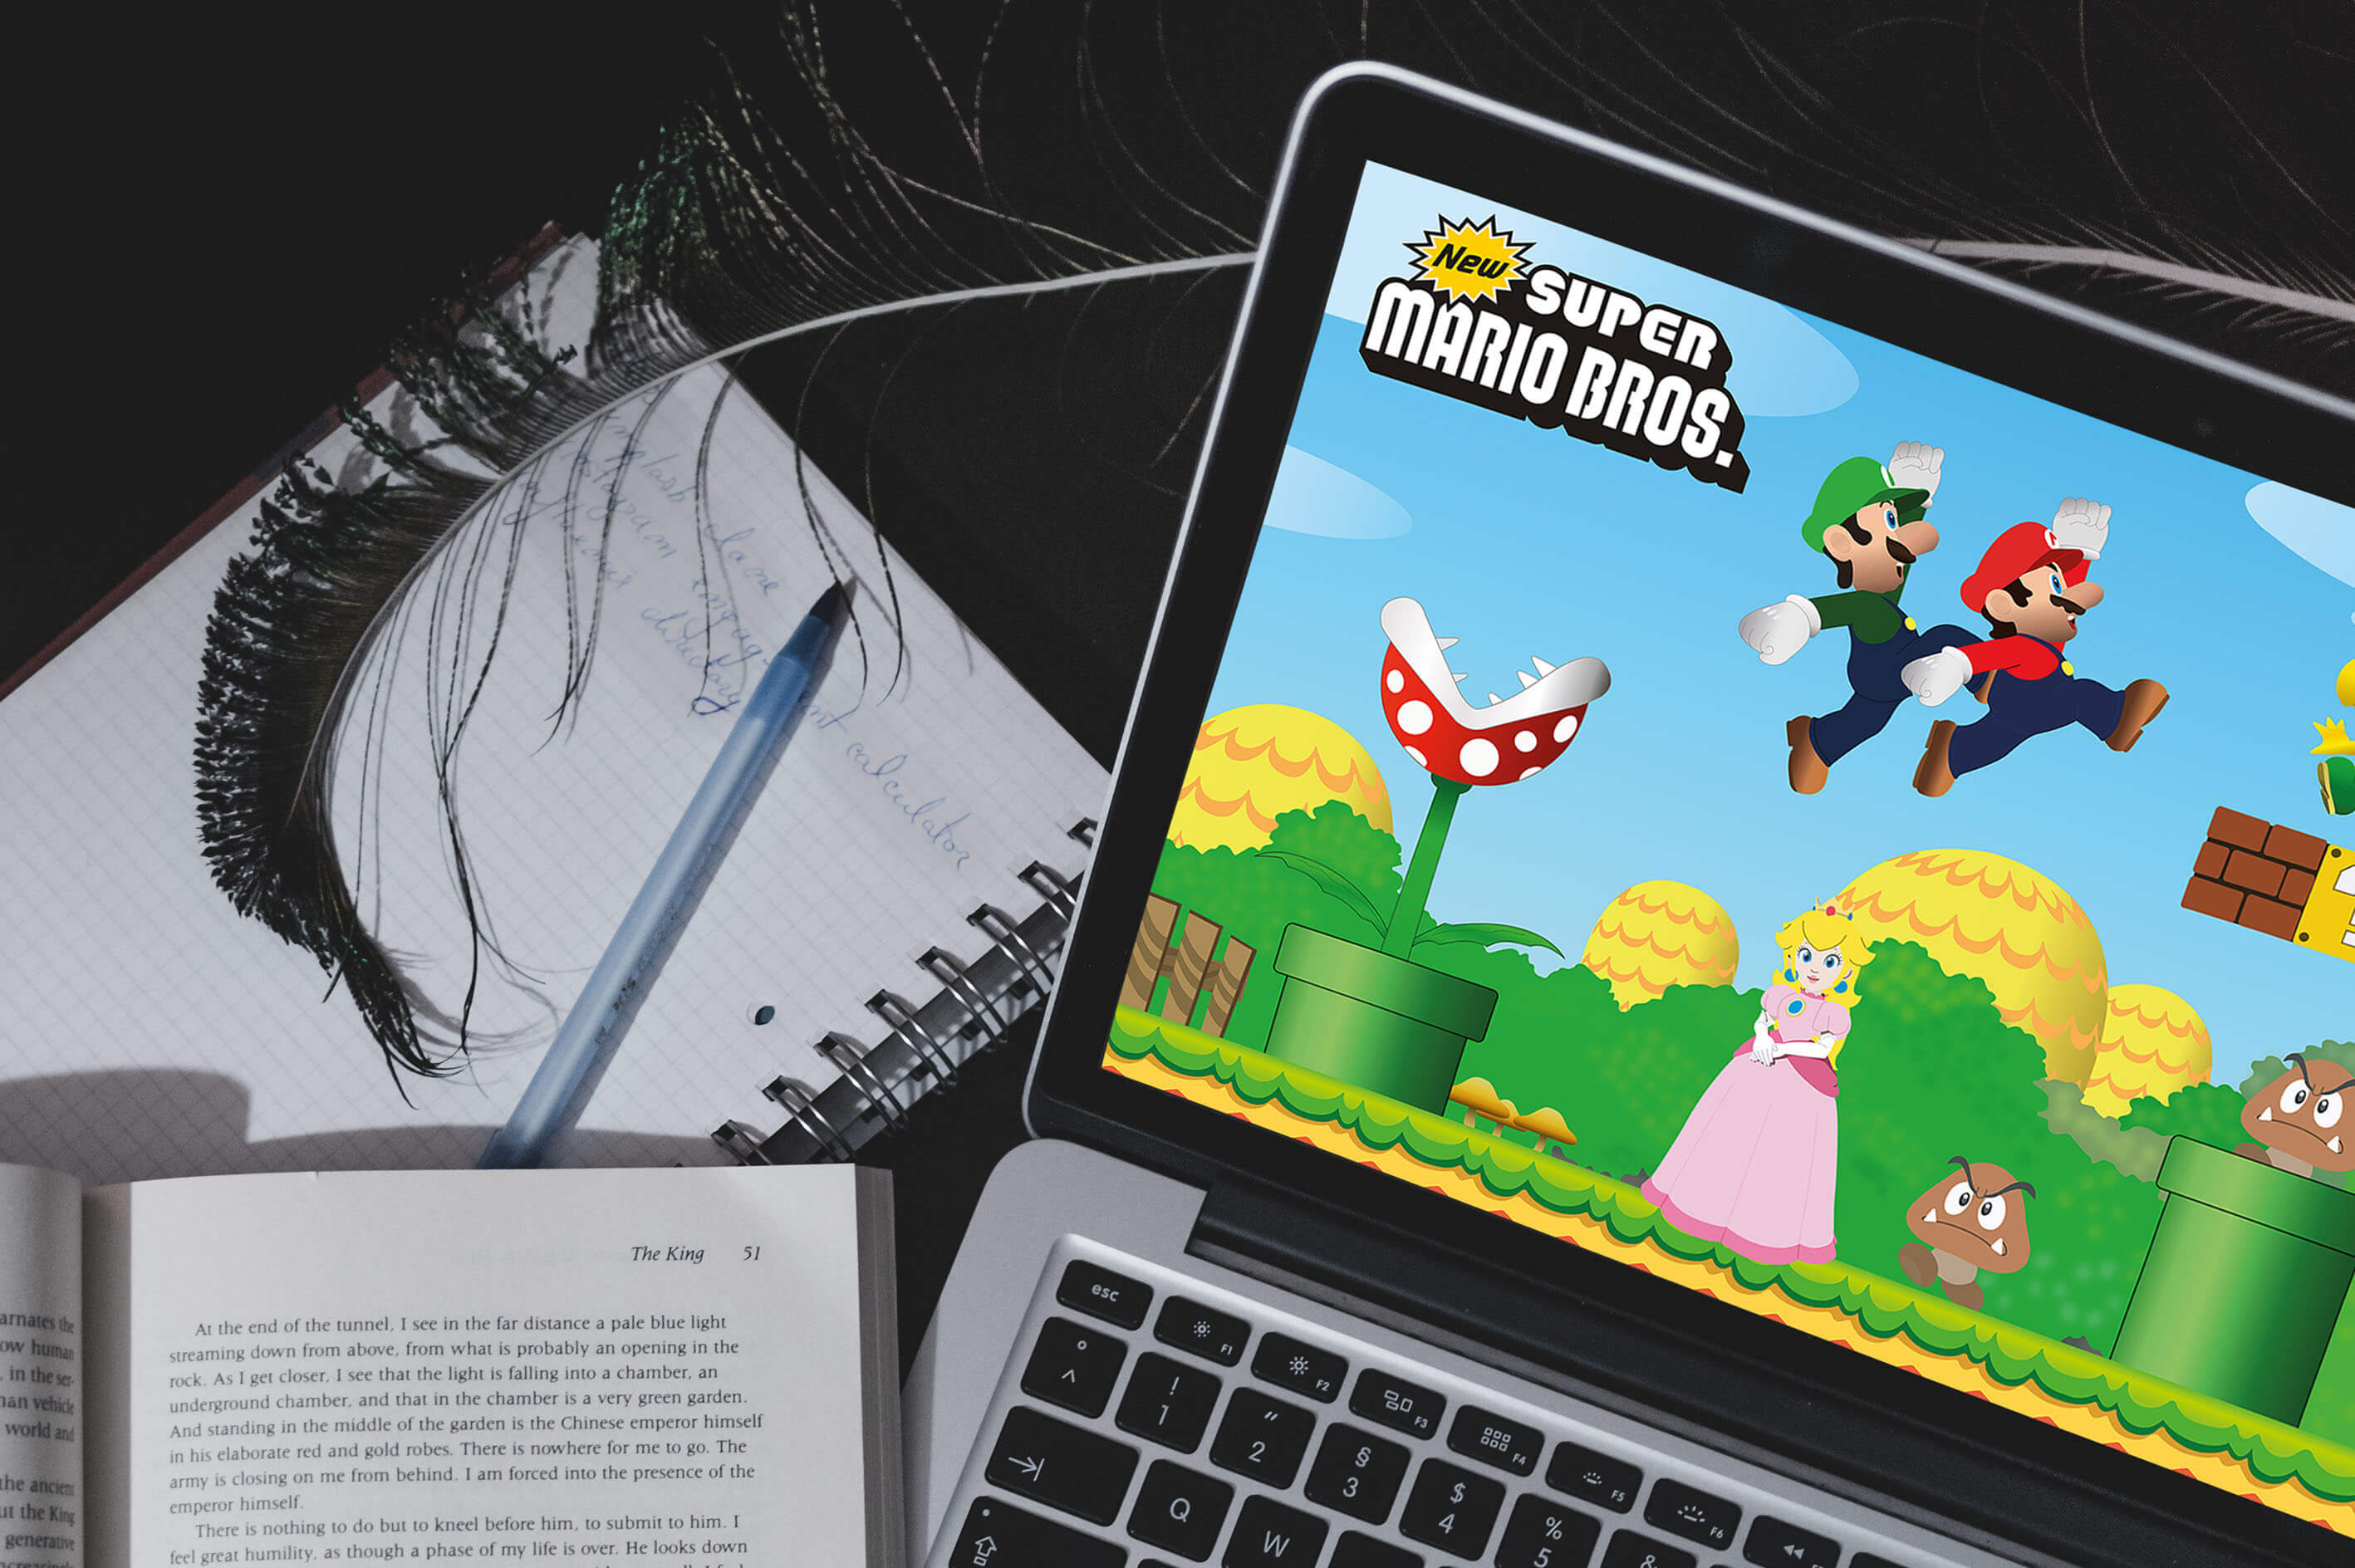 New
SUPER
MARIO BROS.
splash
clame
instagram engag-
ment calculator
influencer directory
The King 51
At the end of the tunnel, I see in the far distance a pale blue light
streaming down from above, from what is probably an opening in the
rock. As I get closer, I see that the light is falling into a chamber, an
underground chamber, and that in the chamber is a very green garden.
And standing in the middle of the garden is the Chinese emperor himself
in his elaborate red and gold robes. There is nowhere for me to go. The
army is closing on me from behind. I am forced into the presence of the
emperor himself.
There is nothing to do but to kneel before him, to submit to him. I
feel great humility, as though a phase of my life is over. He looks down
arnates the
ow human
, in the ser-
nan vehicle
world and
the ancient
ut the King
generative
esc
F1
F2
F3
F4
F5
F6
° ^
! 1
" 2
§ 3
$ 4
% 5
&
Q
W